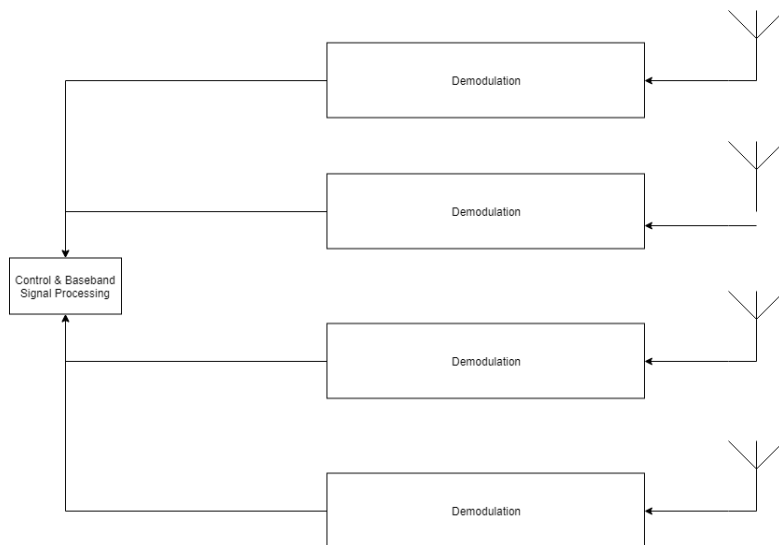 Demodulation
Demodulation
Control & Baseband
Signal Processing
Demodulation
Demodulation